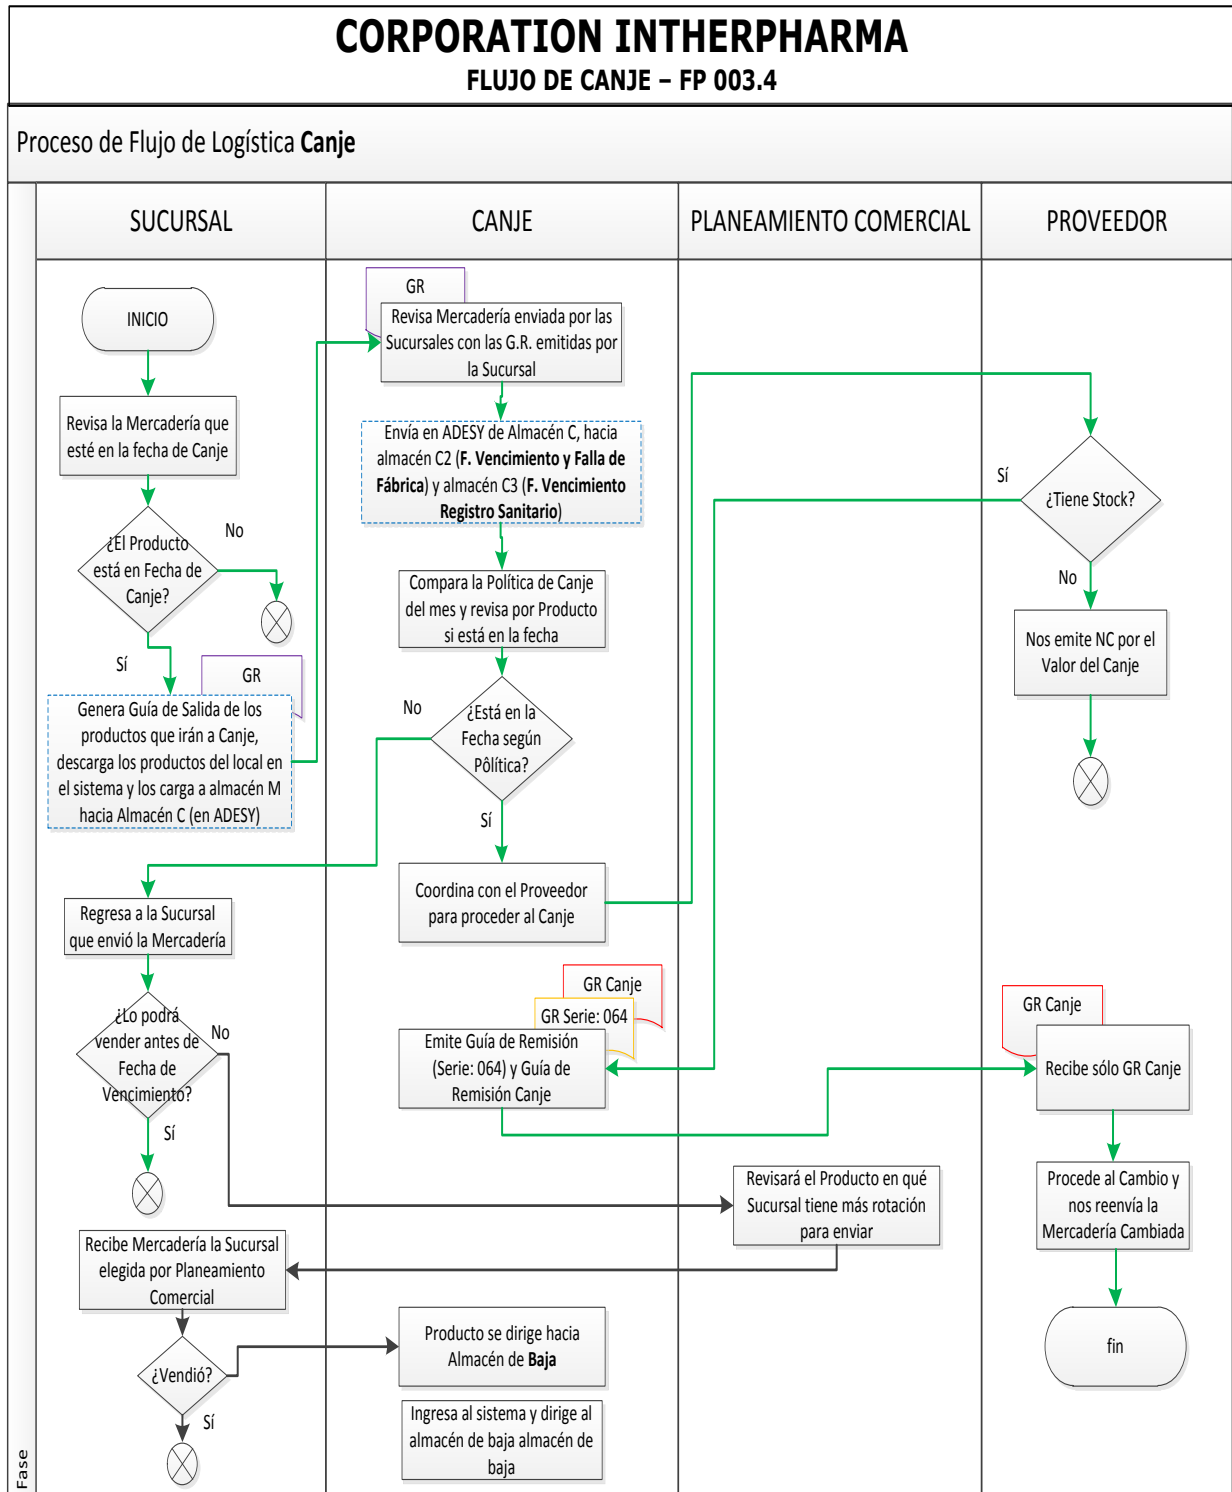 CORPORATION INTHERPHARMA
FLUJO DE CANJE – FP 003.4
Proceso de Flujo de Logística Canje
SUCURSAL
CANJE
PLANEAMIENTO COMERCIAL
PROVEEDOR
INICIO
Revisa la Mercadería que
esté en la fecha de Canje
¿El Producto
está en Fecha de
Canje?
No
Sí
GR
Genera Guía de Salida de los
productos que irán a Canje,
descarga los productos del local en
el sistema y los carga a almacén M
hacia Almacén C (en ADESY)
GR
Revisa Mercadería enviada por las
Sucursales con las G.R. emitidas por
la Sucursal
Envía en ADESY de Almacén C, hacia
almacén C2 (F. Vencimiento y Falla de
Fábrica) y almacén C3 (F. Vencimiento
Registro Sanitario)
Compara la Política de Canje
del mes y revisa por Producto
si está en la fecha
¿Está en la
Fecha según
Pólítica?
No
Sí
Coordina con el Proveedor
para proceder al Canje
¿Tiene Stock?
Sí
No
Nos emite NC por el
Valor del Canje
Regresa a la Sucursal
que envió la Mercadería
¿Lo podrá
vender antes de
Fecha de
Vencimiento?
No
Sí
GR Canje
GR Serie: 064
Emite Guía de Remisión
(Serie: 064) y Guía de
Remisión Canje
GR Canje
Recibe sólo GR Canje
Procede al Cambio y
nos reenvía la
Mercadería Cambiada
fin
Revisará el Producto en qué
Sucursal tiene más rotación
para enviar
Recibe Mercadería la Sucursal
elegida por Planeamiento
Comercial
¿Vendió?
Sí
Producto se dirige hacia
Almacén de Baja
Ingresa al sistema y dirige al
almacén de baja almacén de
baja
Fase